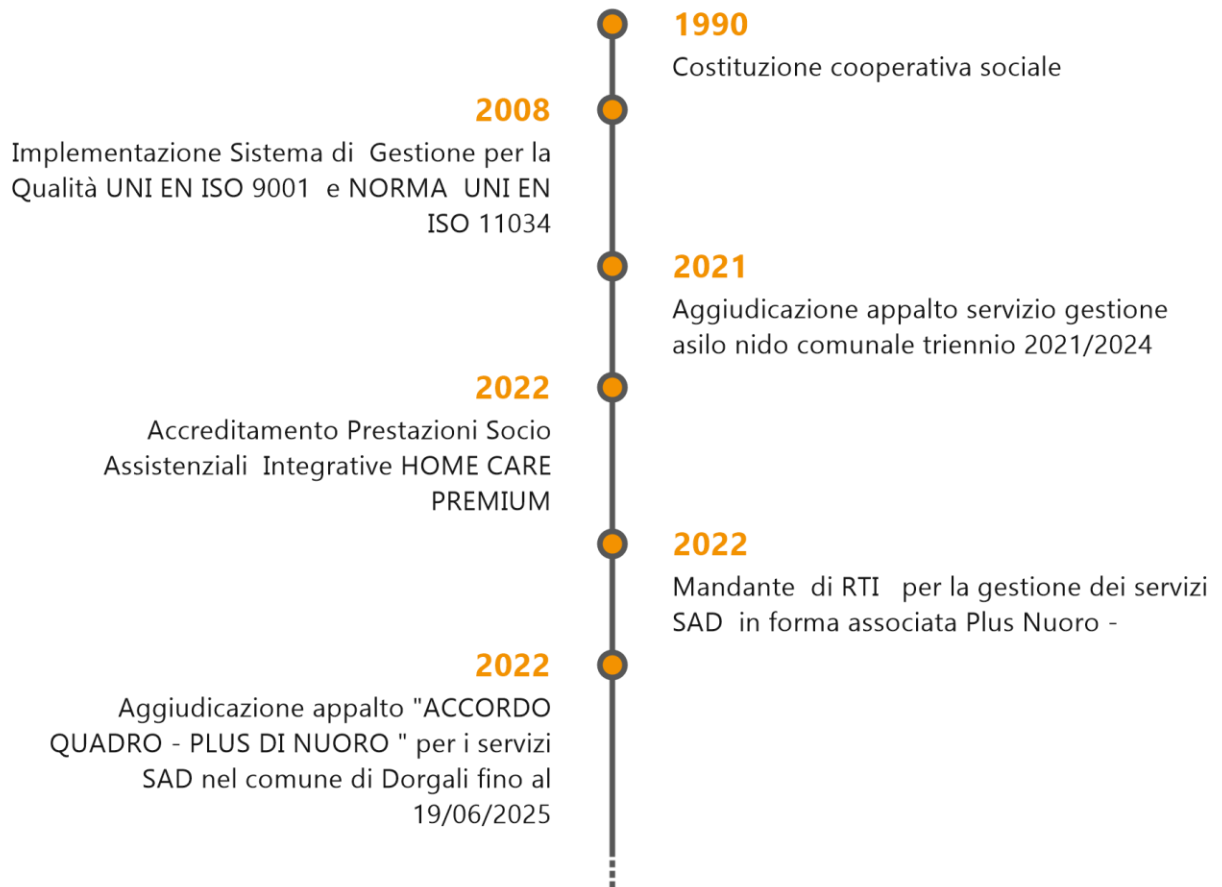 1990
Costituzione cooperativa sociale
2008
Implementazione Sistema di Gestione per la
Qualità UNI EN ISO 9001 e NORMA UNI EN
ISO 11034
2021
Aggiudicazione appalto servizio gestione
asilo nido comunale triennio 2021/2024
2022
Accreditamento Prestazioni Socio
Assistenziali Integrative HOME CARE
PREMIUM
2022
Mandante di RTI per la gestione dei servizi
SAD in forma associata Plus Nuoro -
2022
Aggiudicazione appalto "ACCORDO
QUADRO - PLUS DI NUORO " per i servizi
SAD nel comune di Dorgali fino al
19/06/2025